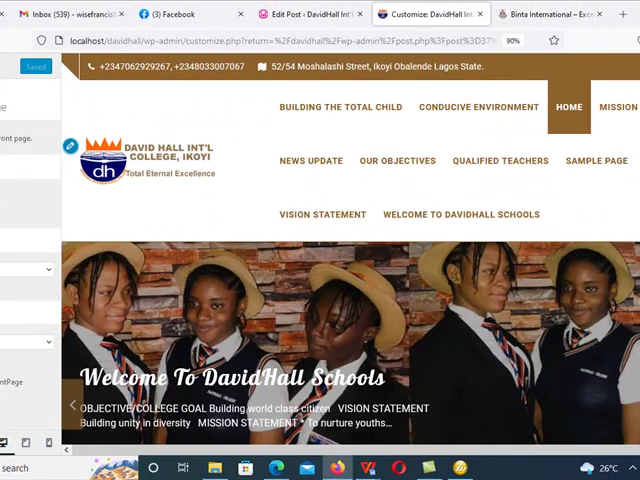 Inbox (539) - wisefrancisl
(3) Facebook
Edit Post ‹ DavidHall Int'l
Customize: DavidHall Int
Binta International – Exce
localhost/davidhall/wp-admin/customize.php?return=%2Fdavidhall%2Fwp-admin%2Fpost.php%3Fpost%3D37%
90%
Saved
+2347062929267, +2348033007067
52/54 Moshalashi Street, Ikoyi Obalende Lagos State.
ge
ront page.
BUILDING THE TOTAL CHILD
CONDUCIVE ENVIRONMENT
HOME
MISSION
DAVID HALL INT'L
COLLEGE, IKOYI
dh
Total Eternal Excellence
NEWS UPDATE
OUR OBJECTIVES
QUALIFIED TEACHERS
SAMPLE PAGE
VISION STATEMENT
WELCOME TO DAVIDHALL SCHOOLS
Welcome To DavidHall Schools
OBJECTIVE/COLLEGE GOAL Building world class citizen VISION STATEMENT
Building unity in diversity MISSION STATEMENT * To nurture youths...
ntPage
search
26°C